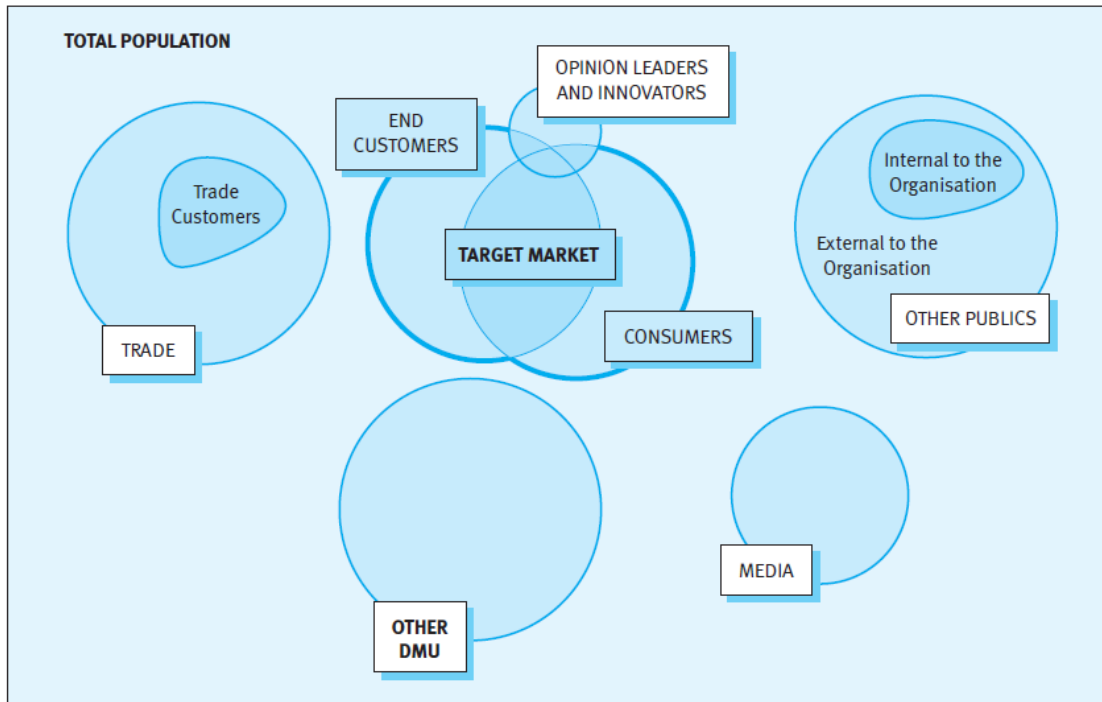 TOTAL POPULATION
OPINION LEADERS
AND INNOVATORS
END
CUSTOMERS
Trade
Customers
Internal to the
Organisation
TARGET MARKET
External to the
Organisation
OTHER PUBLICS
CONSUMERS
TRADE
MEDIA
OTHER
DMU